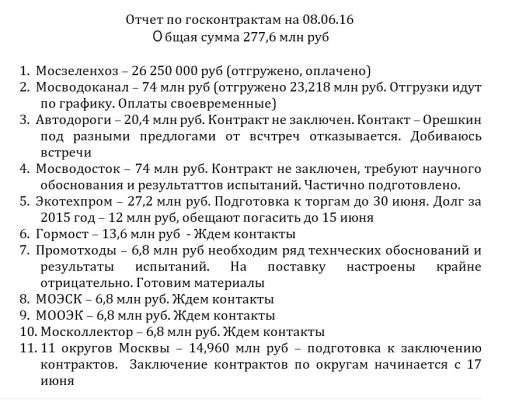 Отчет по госконтрактам на 08.06.16
Общая сумма 277,6 млн руб
1. Мосзеленхоз – 26 250 000 руб (отгружено, оплачено)
2. Мосводоканал – 74 млн руб (отгружено 23,218 млн руб. Отгрузки идут
по графику. Оплаты своевременные)
3. Автодороги – 20,4 млн руб. Контракт не заключен. Контакт – Орешкин
под разными предлогами от всчтреч отказывается. Добиваюсь
встречи
4. Мосводосток – 74 млн руб. Контракт не заключен, требуют научного
обоснования и результаттов испытаний. Частично подготовлено.
5. Экотехпром – 27,2 млн руб. Подготовка к торгам до 30 июня. Долг за
2015 год – 12 млн руб, обещают погасить до 15 июня
6. Гормост – 13,6 млн руб - Ждем контакты
7. Промотходы – 6,8 млн руб необходим ряд технческих обоснований и
результаты испытаний. На поставку настроены крайне
отрицательно. Готовим материалы
8. МОЭСК – 6,8 млн руб. Ждем контакты
9. МООЭК – 6,8 млн руб. Ждем контакты
10. Москоллектор – 6,8 млн руб. Ждем контакты
11. 11 округов Москвы – 14,960 млн руб – подготовка к заключению
контрактов. Заключение контрактов по округам начинается с 17
июня